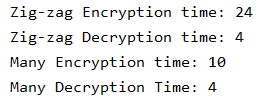 Zig-zag Encryption time: 24
Zig-zag Decryption time: 4
Many Encryption time: 10
Many Decryption Time: 4